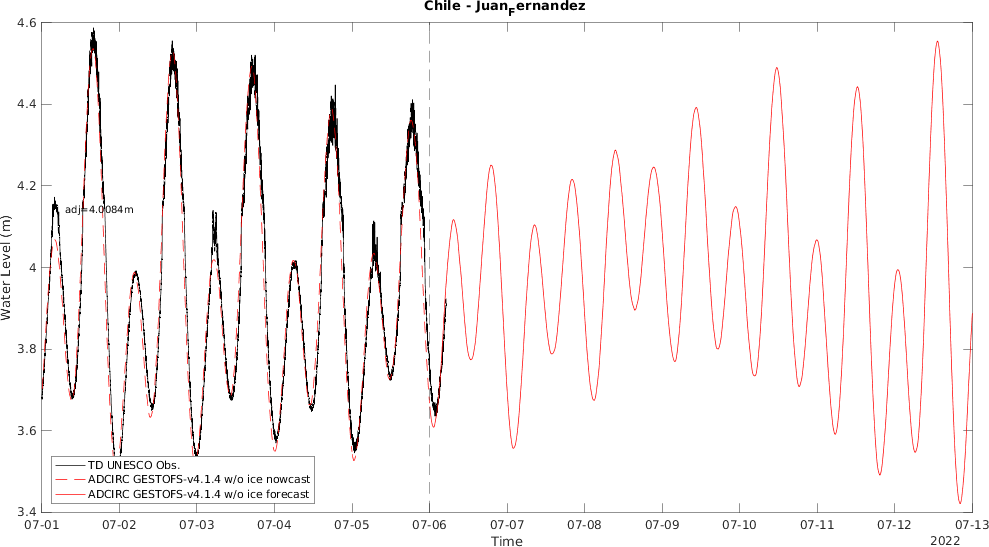 Chile - JuanFernandez
4.6
4.4
4.2
4
3.8
3.6
3.4
Water Level (m)
adj=4.0084m
TD UNESCO Obs.
ADCIRC GESTOFS-v4.1.4 w/o ice nowcast
ADCIRC GESTOFS-v4.1.4 w/o ice forecast
07-01 07-02 07-03 07-04 07-05 07-06 07-07 07-08 07-09 07-10 07-11 07-12 07-13
Time
2022